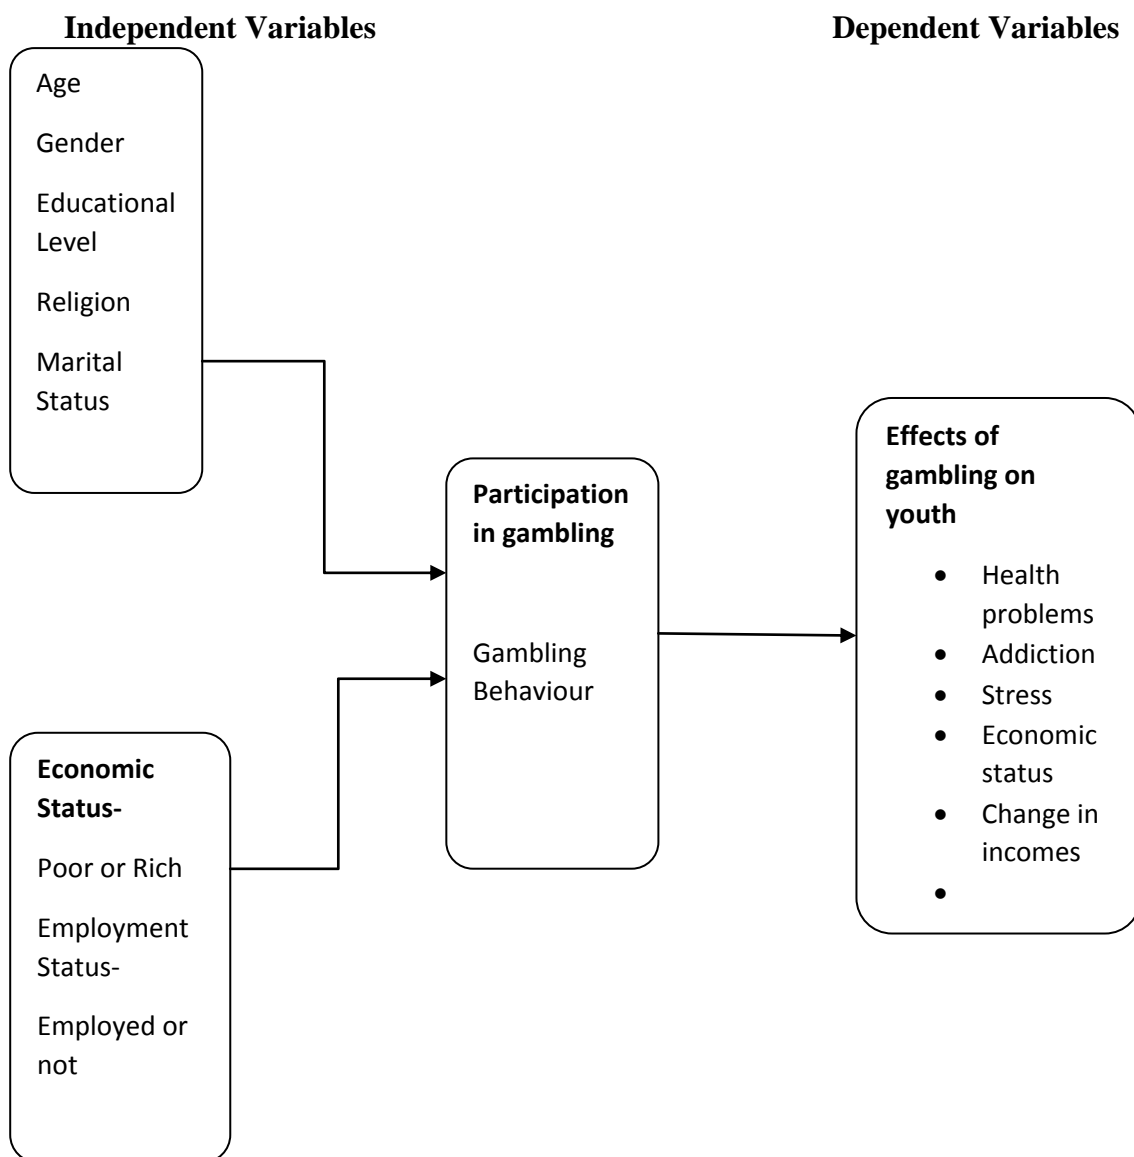 Independent Variables
Dependent Variables
Age
Gender
Educational
Level
Religion
Marital
Status
Participation
in gambling
Gambling
Behaviour
Effects of
gambling on
youth
• Health
problems
• Addiction
• Stress
• Economic
status
• Change in
incomes
•
Economic
Status-
Poor or Rich
Employment
Status-
Employed or
not